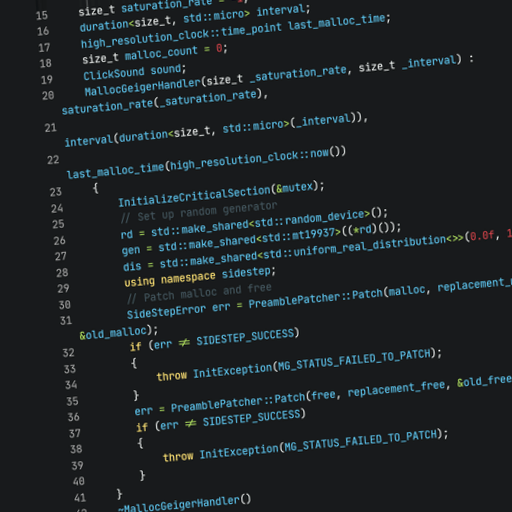 15 size_t saturation_rate =
16 duration<size_t, std::micro> interval;
17 high_resolution_clock::time_point last_malloc_time;
18 size_t malloc_count = 0;
19 ClickSound sound;
20 MallocGeigerHandler(size_t _saturation_rate, size_t _interval) :
saturation_rate(_saturation_rate),
21
interval(duration<size_t, std::micro>(_interval)),
22
last_malloc_time(high_resolution_clock::now())
23 {
24 InitializeCriticalSection(&mutex);
25 // Set up random generator
26 rd = std::make_shared<std::random_device>();
27 gen = std::make_shared<std::mt19937>((*rd)());
28 dis = std::make_shared<std::uniform_real_distribution<>>(0.0f, 1
29 using namespace sidestep;
30 // Patch malloc and free
31 SideStepError err = PreamblePatcher::Patch(malloc, replacement_
&old_malloc);
32 if (err ≠ SIDESTEP_SUCCESS)
33 {
34 throw InitException(MG_STATUS_FAILED_TO_PATCH);
35 }
36 err = PreamblePatcher::Patch(free, replacement_free, &old_free
37 if (err ≠ SIDESTEP_SUCCESS)
38 {
39 throw InitException(MG_STATUS_FAILED_TO_PATCH);
40 }
41 }
~MallocGeigerHandler()